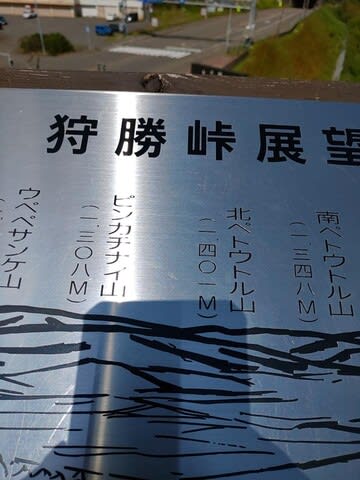 狩勝峠展望
南ペトウトル山
(一、三四八M)
北ペトウトル山
(一、四〇一M)
ピシカチナイ山
(一、三〇八M)
ウペペサンケ山